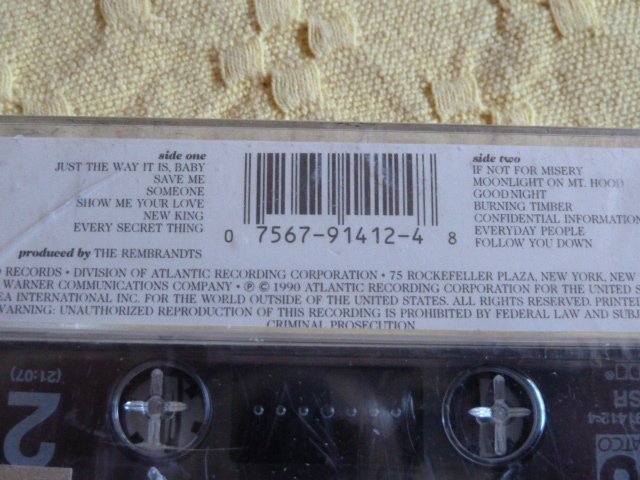 side one
JUST THE WAY IT IS, BABY
SAVE ME
SOMEONE
SHOW ME YOUR LOVE
NEW KING
EVERY SECRET THING
produced by THE REMBRANDTS
0 7567-91412-4 8
side two
IF NOT FOR MISERY
MOONLIGHT ON MT. HOOD
GOODNIGHT
BURNING TIMBER
CONFIDENTIAL INFORMATION
EVERYDAY PEOPLE
FOLLOW YOU DOWN
RECORDS • DIVISION OF ATLANTIC RECORDING CORPORATION • 75 ROCKEFELLER PLAZA, NEW YORK, NEW
WARNER COMMUNICATIONS COMPANY • ℗ © 1990 ATLANTIC RECORDING CORPORATION FOR THE UNITED S
EA INTERNATIONAL INC. FOR THE WORLD OUTSIDE OF THE UNITED STATES. ALL RIGHTS RESERVED. PRINTE
WARNING: UNAUTHORIZED REPRODUCTION OF THIS RECORDING IS PROHIBITED BY FEDERAL LAW AND SUBJ
CRIMINAL PROSECUTION
2
(21:07)
SR
91412-4
ATCO